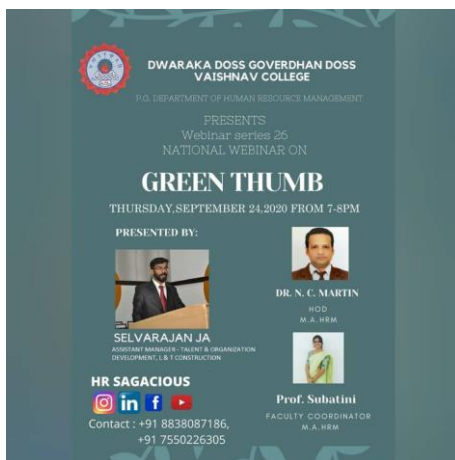 DWARAKA DOSS GOVERDHAN DOSS
VAISHNAV COLLEGE
P.G. DEPARTMENT OF HUMAN RESOURCE MANAGEMENT
PRESENTS
Webinar series 26
NATIONAL WEBINAR ON
GREEN THUMB
THURSDAY,SEPTEMBER 24,2020 FROM 7-8PM
PRESENTED BY:
SELVARAJAN JA
ASSISTANT MANAGER - TALENT & ORGANIZATION
DEVELOPMENT, L & T CONSTRUCTION
DR. N. C. MARTIN
HOD
M.A.HRM
Prof. Subatini
FACULTY COORDINATOR
M.A.HRM
HR SAGACIOUS
Contact : +91 8838087186,
+91 7550226305